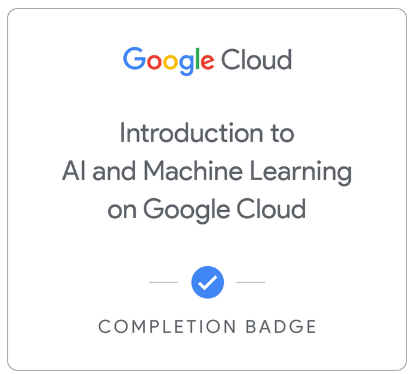 Google Cloud
Introduction to
AI and Machine Learning
on Google Cloud
COMPLETION BADGE